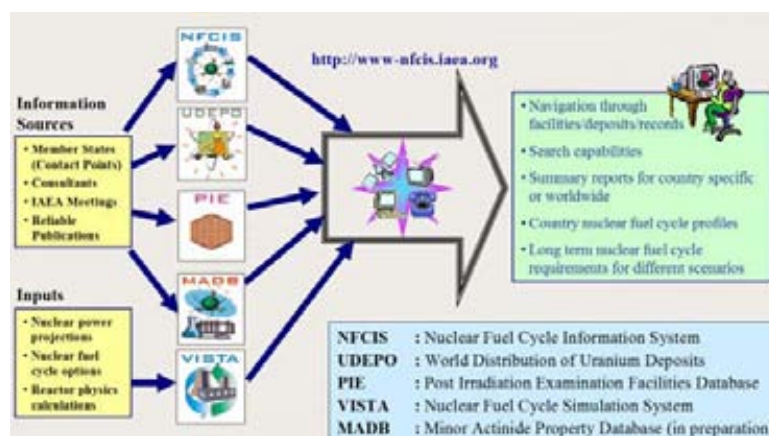 NFCIS
http://www-nfcis.iaea.org
Information
Sources
• Member States
(Contact Points)
• Consultants
• IAEA Meetings
• Reliable
Publications
UDEPO
PIE
MADB
Inputs
• Nuclear power
projections
• Nuclear fuel
cycle options
• Reactor physics
calculations
VISTA
• Navigation through
facilities/deposits/records
• Search capabilities
• Summary reports for country specific
or worldwide
• Country nuclear fuel cycle profiles
• Long term nuclear fuel cycle
requirements for different scenarios
NFCIS : Nuclear Fuel Cycle Information System
UDEPO : World Distribution of Uranium Deposits
PIE : Post Irradiation Examination Facilities Database
VISTA : Nuclear Fuel Cycle Simulation System
MADB : Minor Actinide Property Database (in preparation